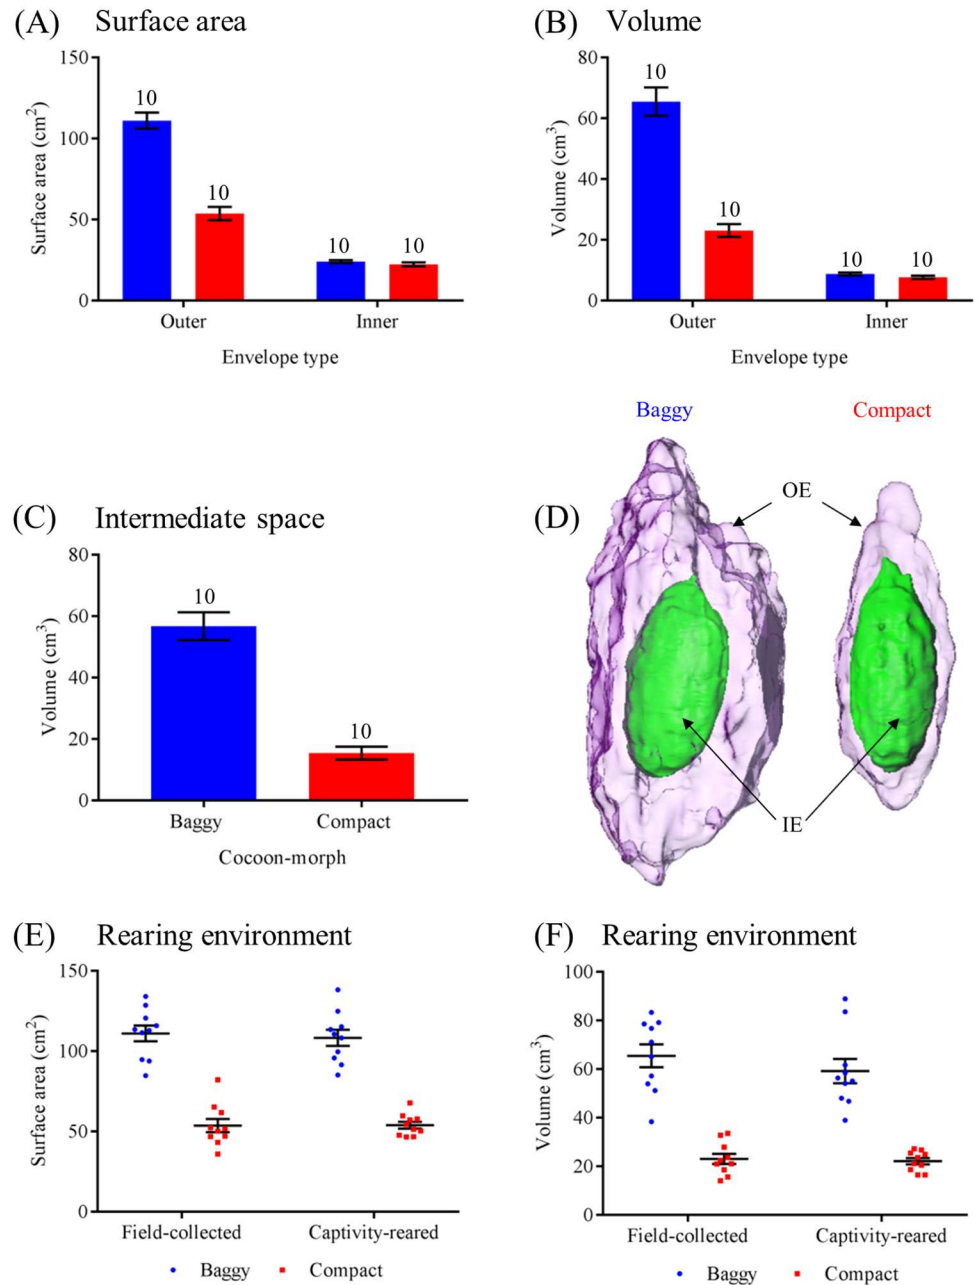 (A) Surface area
150
100
50
0
Surface area (cm²)
10
10
10
10
Outer
Inner
Envelope type
(B) Volume
80
60
40
20
0
Volume (cm³)
10
10
10
10
Outer
Inner
Envelope type
(C) Intermediate space
80
60
40
20
0
Volume (cm³)
10
10
Baggy
Compact
Cocoon-morph
Baggy
Compact
(D)
OE
IE
(E) Rearing environment
150
100
50
0
Surface area (cm²)
Field-collected
Captivity-reared
Baggy
Compact
(F) Rearing environment
100
80
60
40
20
0
Volume (cm³)
Field-collected
Captivity-reared
Baggy
Compact